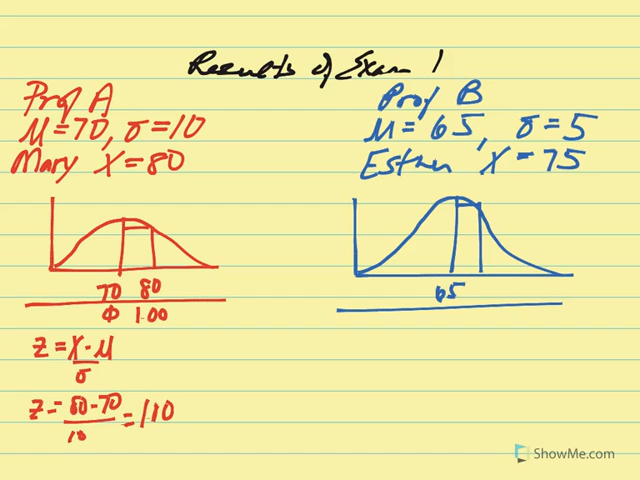 Results of Exam 1
Prof A
μ=70, σ=10
Mary X=80
Prof B
μ=65, σ=5
Esther X=75
70 80
65
Φ 1.00
z = X-μ
σ
z = 80-70 = 1.0
10
ShowMe.com